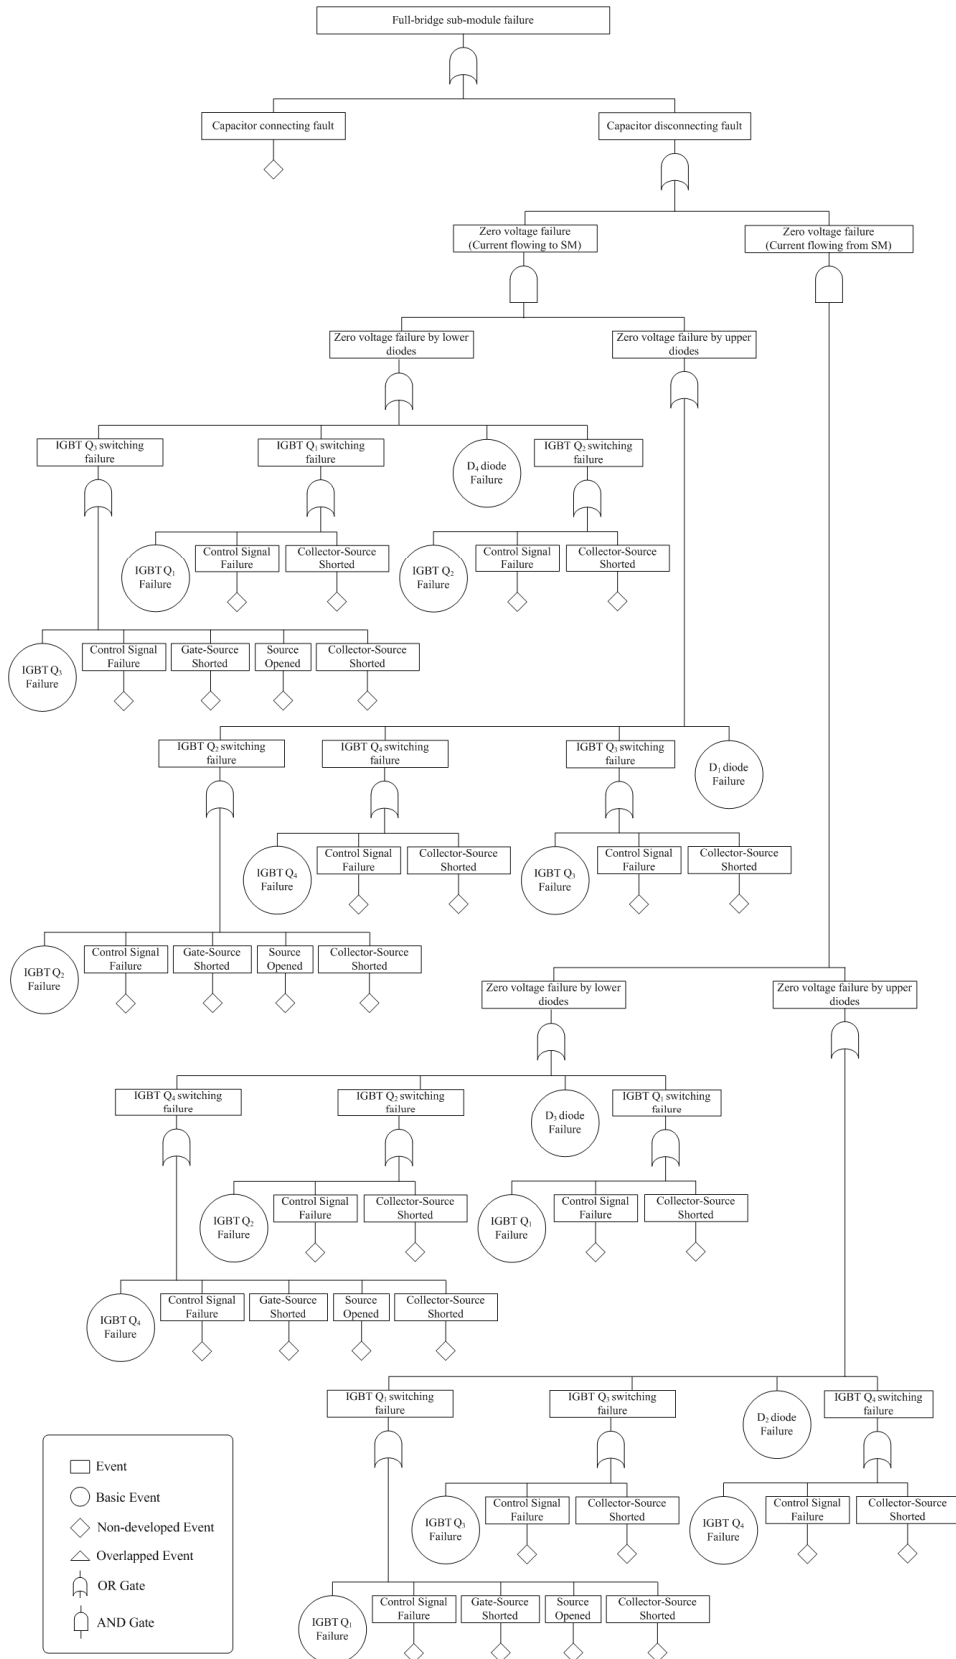 Full-bridge sub-module failure
Capacitor connecting fault
Capacitor disconnecting fault
Zero voltage failure
(Current flowing to SM)
Zero voltage failure
(Current flowing from SM)
Zero voltage failure by lower
diodes
Zero voltage failure by upper
diodes
IGBT Q₃ switching
failure
IGBT Q₁ switching
failure
D₄ diode
Failure
IGBT Q₂ switching
failure
IGBT Q₁
Failure
Control Signal
Failure
Collector-Source
Shorted
IGBT Q₂
Failure
Control Signal
Failure
Collector-Source
Shorted
IGBT Q₃
Failure
Control Signal
Failure
Gate-Source
Shorted
Source
Opened
Collector-Source
Shorted
IGBT Q₂ switching
failure
IGBT Q₄ switching
failure
IGBT Q₃ switching
failure
D₁ diode
Failure
IGBT Q₄
Failure
Control Signal
Failure
Collector-Source
Shorted
IGBT Q₃
Failure
Control Signal
Failure
Collector-Source
Shorted
IGBT Q₂
Failure
Control Signal
Failure
Gate-Source
Shorted
Source
Opened
Collector-Source
Shorted
Zero voltage failure by lower
diodes
Zero voltage failure by upper
diodes
IGBT Q₄ switching
failure
IGBT Q₂ switching
failure
D₃ diode
Failure
IGBT Q₁ switching
failure
IGBT Q₂
Failure
Control Signal
Failure
Collector-Source
Shorted
IGBT Q₁
Failure
Control Signal
Failure
Collector-Source
Shorted
IGBT Q₄
Failure
Control Signal
Failure
Gate-Source
Shorted
Source
Opened
Collector-Source
Shorted
IGBT Q₁ switching
failure
IGBT Q₃ switching
failure
D₂ diode
Failure
IGBT Q₄ switching
failure
IGBT Q₃
Failure
Control Signal
Failure
Collector-Source
Shorted
IGBT Q₄
Failure
Control Signal
Failure
Collector-Source
Shorted
IGBT Q₁
Failure
Control Signal
Failure
Gate-Source
Shorted
Source
Opened
Collector-Source
Shorted
Event
Basic Event
Non-developed Event
Overlapped Event
OR Gate
AND Gate